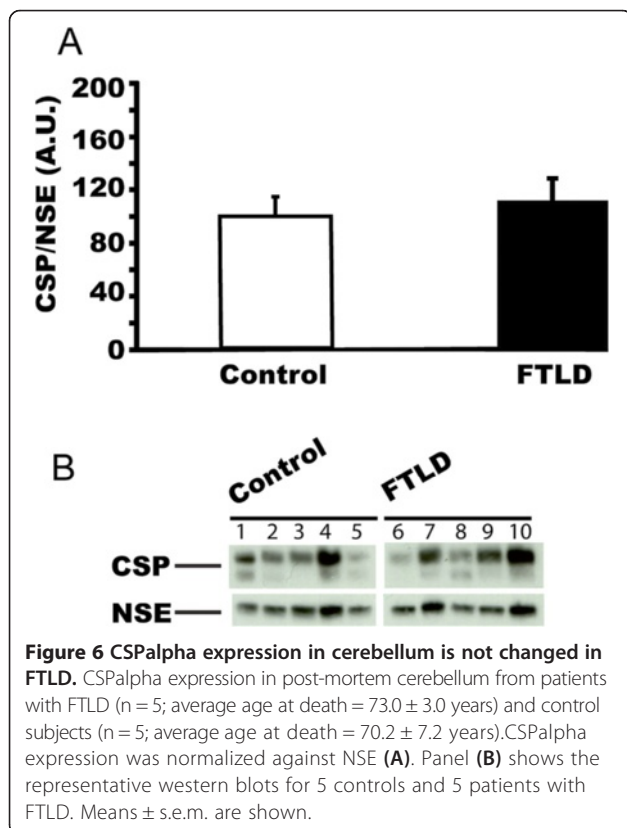 A
CSP/NSE (A.U.)
200
160
120
80
40
0
Control FTLD
B
Control FTLD
1 2 3 4 5 6 7 8 9 10
CSP
NSE
Figure 6 CSPalpha expression in cerebellum is not changed in
FTLD. CSPalpha expression in post-mortem cerebellum from patients
with FTLD (n = 5; average age at death = 73.0 ± 3.0 years) and control
subjects (n = 5; average age at death = 70.2 ± 7.2 years).CSPalpha
expression was normalized against NSE (A). Panel (B) shows the
representative western blots for 5 controls and 5 patients with
FTLD. Means ± s.e.m. are shown.